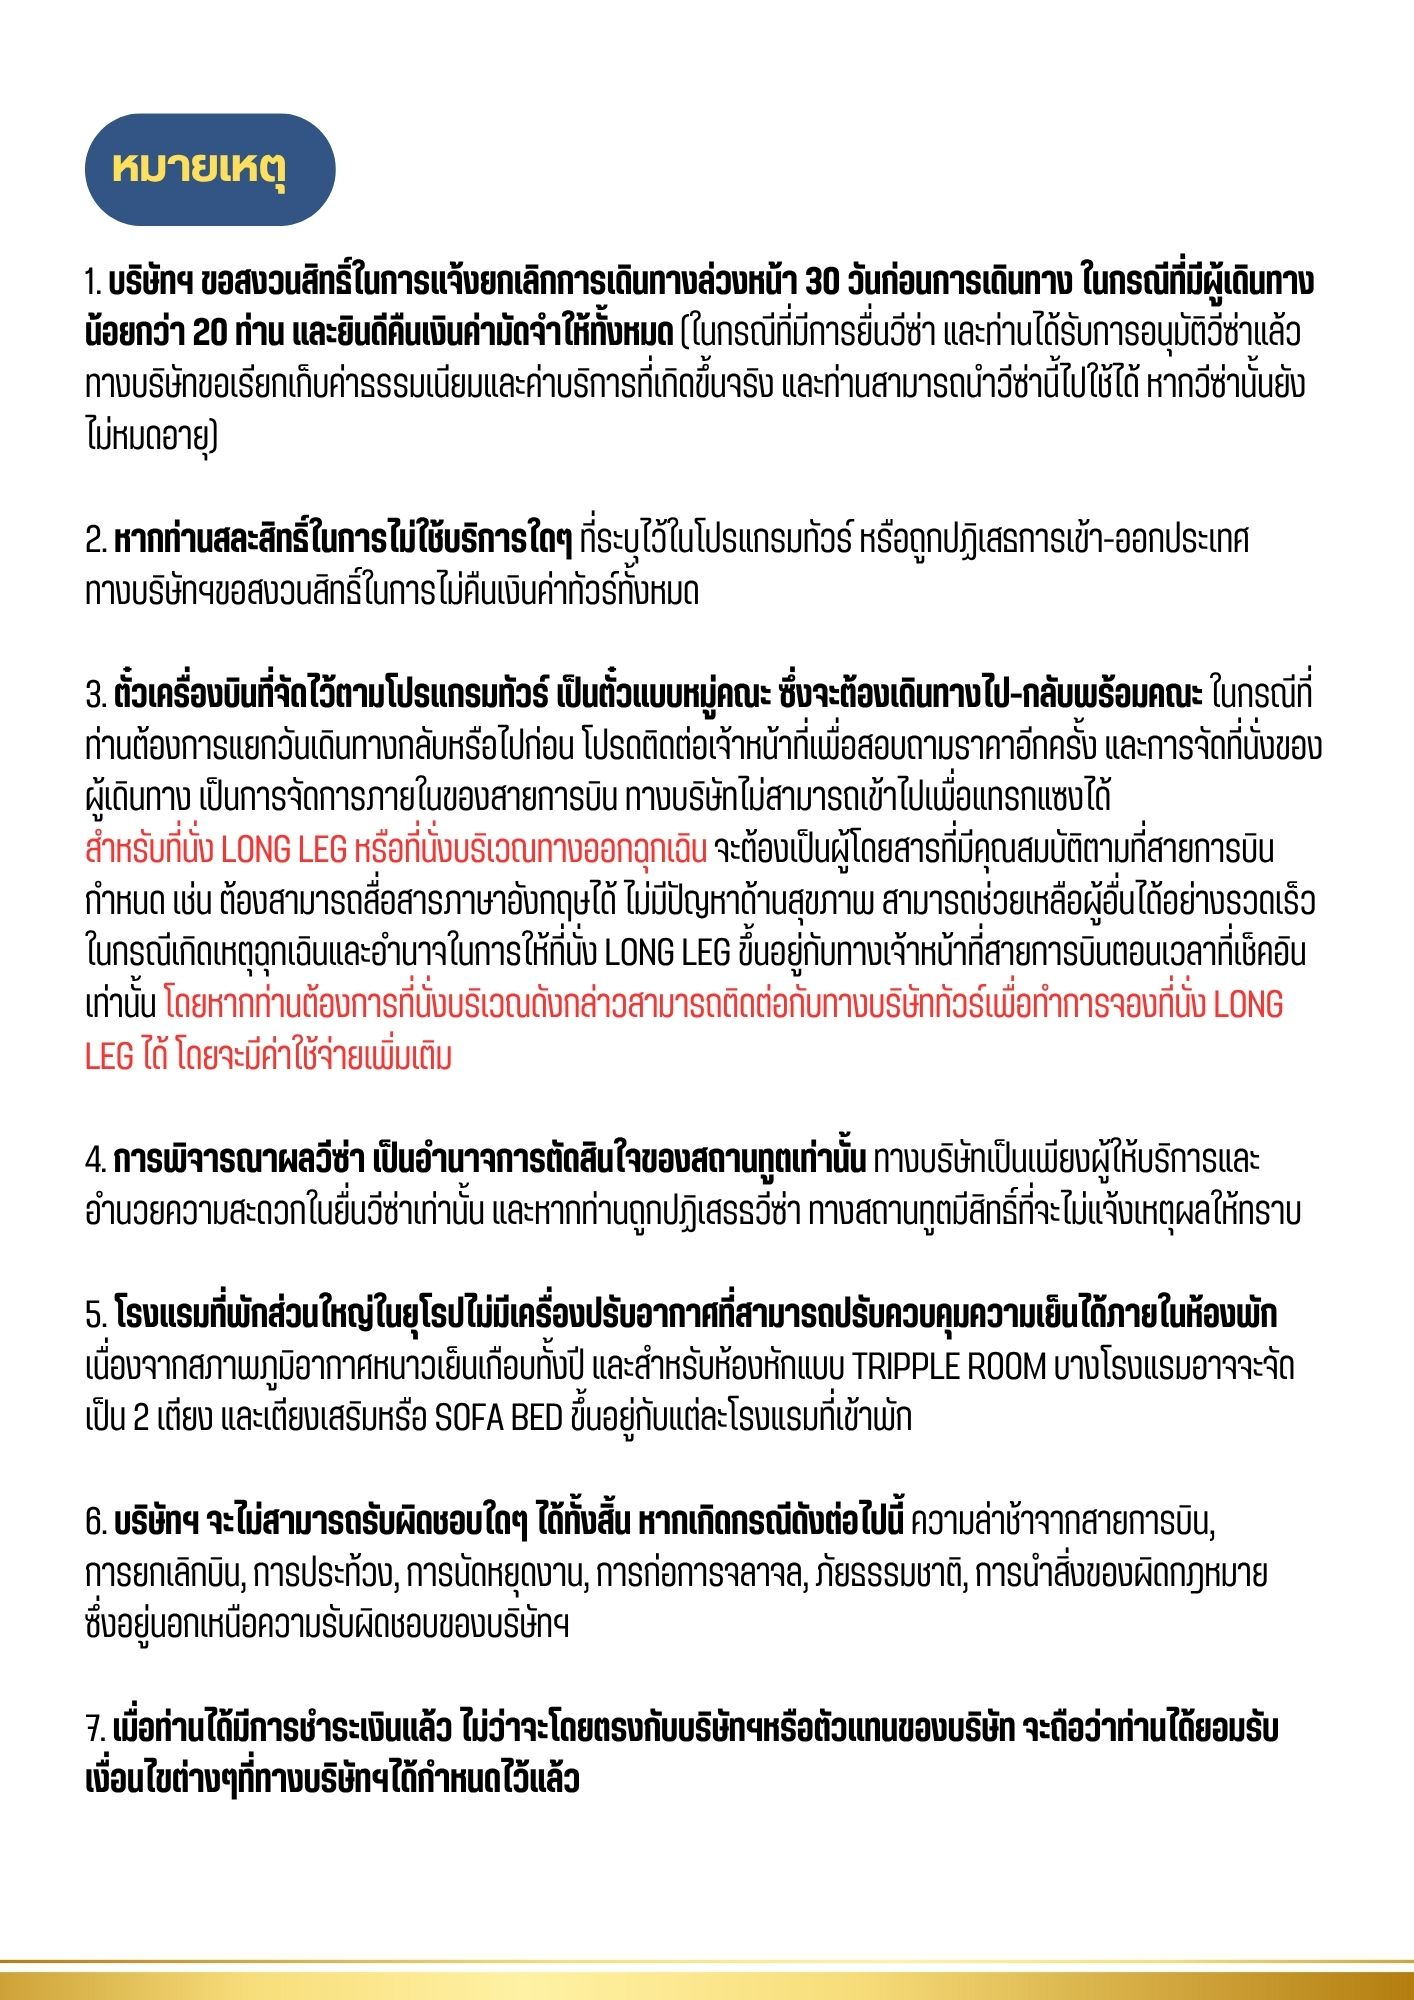 หมายเหตุ
1. บริษัทฯ ขอสงวนสิทธิ์ในการแจ้งยกเลิกการเดินทางล่วงหน้า 30 วันก่อนการเดินทาง ในกรณีที่มีผู้เดินทาง
น้อยกว่า 20 ท่าน และยินดีคืนเงินค่ามัดจำให้ทั้งหมด (ในกรณีที่มีการยื่นวีซ่า และท่านได้รับการอนุมัติวีซ่าแล้ว
ทางบริษัทขอเรียกเก็บค่าธรรมเนียมและค่าบริการที่เกิดขึ้นจริง และท่านสามารถนำวีซ่านี้ไปใช้ได้ หากวีซ่านั้นยัง
ไม่หมดอายุ)
2. หากท่านสละสิทธิ์ในการไม่ใช้บริการใดๆ ที่ระบุไว้ในโปรแกรมทัวร์ หรือถูกปฏิเสธการเข้า-ออกประเทศ
ทางบริษัทฯขอสงวนสิทธิ์ในการไม่คืนเงินค่าทัวร์ทั้งหมด
3. ตั๋วเครื่องบินที่จัดไว้ตามโปรแกรมทัวร์ เป็นตั๋วแบบหมู่คณะ ซึ่งจะต้องเดินทางไป-กลับพร้อมคณะ ในกรณีที่
ท่านต้องการแยกวันเดินทางกลับหรือไปก่อน โปรดติดต่อเจ้าหน้าที่เพื่อสอบถามราคาอีกครั้ง และการจัดที่นั่งของ
ผู้เดินทาง เป็นการจัดการภายในของสายการบิน ทางบริษัทไม่สามารถเข้าไปเพื่อแทรกแซงได้
สำหรับที่นั่ง LONG LEG หรือที่นั่งบริเวณทางออกฉุกเฉิน จะต้องเป็นผู้โดยสารที่มีคุณสมบัติตามที่สายการบิน
กำหนด เช่น ต้องสามารถสื่อสารภาษาอังกฤษได้ ไม่มีปัญหาด้านสุขภาพ สามารถช่วยเหลือผู้อื่นได้อย่างรวดเร็ว
ในกรณีเกิดเหตุฉุกเฉินและอำนาจในการให้ที่นั่ง LONG LEG ขึ้นอยู่กับทางเจ้าหน้าที่สายการบินตอนเวลาที่เช็คอิน
เท่านั้น โดยหากท่านต้องการที่นั่งบริเวณดังกล่าวสามารถติดต่อกับทางบริษัททัวร์เพื่อทำการจองที่นั่ง LONG
LEG ได้ โดยจะมีค่าใช้จ่ายเพิ่มเติม
4. การพิจารณาผลวีซ่า เป็นอำนาจการตัดสินใจของสถานทูตเท่านั้น ทางบริษัทเป็นเพียงผู้ให้บริการและ
อำนวยความสะดวกในยื่นวีซ่าเท่านั้น และหากท่านถูกปฏิเสรธวีซ่า ทางสถานทูตมีสิทธิ์ที่จะไม่แจ้งเหตุผลให้ทราบ
5. โรงแรมที่พักส่วนใหญ่ในยุโรปไม่มีเครื่องปรับอากาศที่สามารถปรับควบคุมความเย็นได้ภายในห้องพัก
เนื่องจากสภาพภูมิอากาศหนาวเย็นเกือบทั้งปี และสำหรับห้องหักแบบ TRIPPLE ROOM บางโรงแรมอาจจะจัด
เป็น 2 เตียง และเตียงเสริมหรือ SOFA BED ขึ้นอยู่กับแต่ละโรงแรมที่เข้าพัก
6. บริษัทฯ จะไม่สามารถรับผิดชอบใดๆ ได้ทั้งสิ้น หากเกิดกรณีดังต่อไปนี้ ความล่าช้าจากสายการบิน,
การยกเลิกบิน, การประท้วง, การนัดหยุดงาน, การก่อการจลาจล, ภัยธรรมชาติ, การนำสิ่งของผิดกฎหมาย
ซึ่งอยู่นอกเหนือความรับผิดชอบของบริษัทฯ
7. เมื่อท่านได้มีการชำระเงินแล้ว ไม่ว่าจะโดยตรงกับบริษัทฯหรือตัวแทนของบริษัท จะถือว่าท่านได้ยอมรับ
เงื่อนไขต่างๆที่ทางบริษัทฯได้กำหนดไว้แล้ว